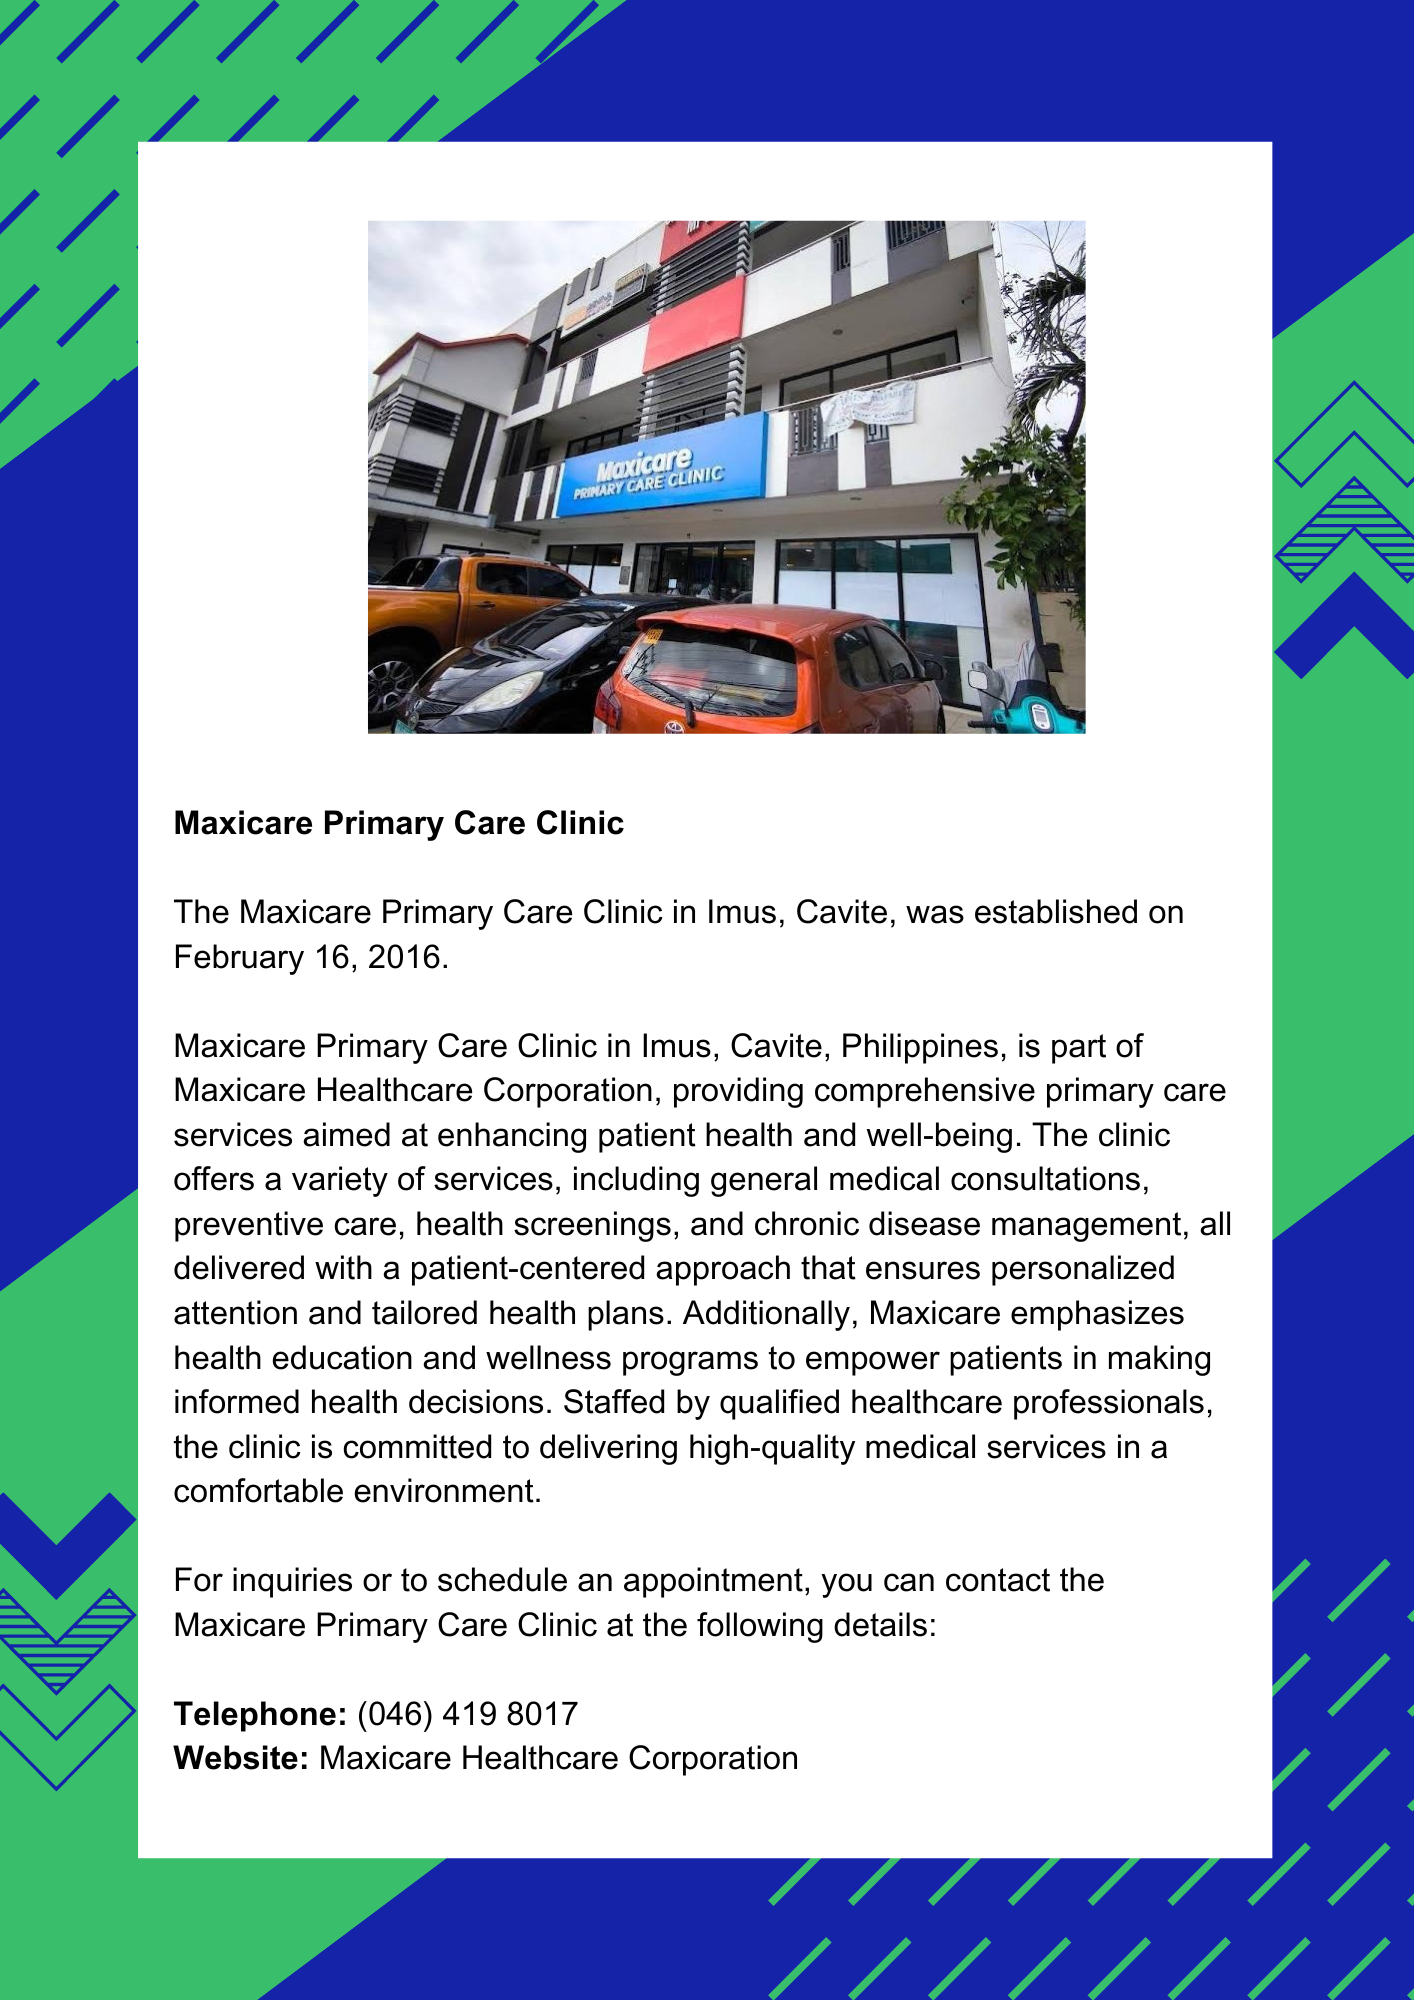 Maxicare
PRIMARY CARE CLINIC
Maxicare Primary Care Clinic
The Maxicare Primary Care Clinic in Imus, Cavite, was established on
February 16, 2016.
Maxicare Primary Care Clinic in Imus, Cavite, Philippines, is part of
Maxicare Healthcare Corporation, providing comprehensive primary care
services aimed at enhancing patient health and well-being. The clinic
offers a variety of services, including general medical consultations,
preventive care, health screenings, and chronic disease management, all
delivered with a patient-centered approach that ensures personalized
attention and tailored health plans. Additionally, Maxicare emphasizes
health education and wellness programs to empower patients in making
informed health decisions. Staffed by qualified healthcare professionals,
the clinic is committed to delivering high-quality medical services in a
comfortable environment.
For inquiries or to schedule an appointment, you can contact the
Maxicare Primary Care Clinic at the following details:
Telephone: (046) 419 8017
Website: Maxicare Healthcare Corporation